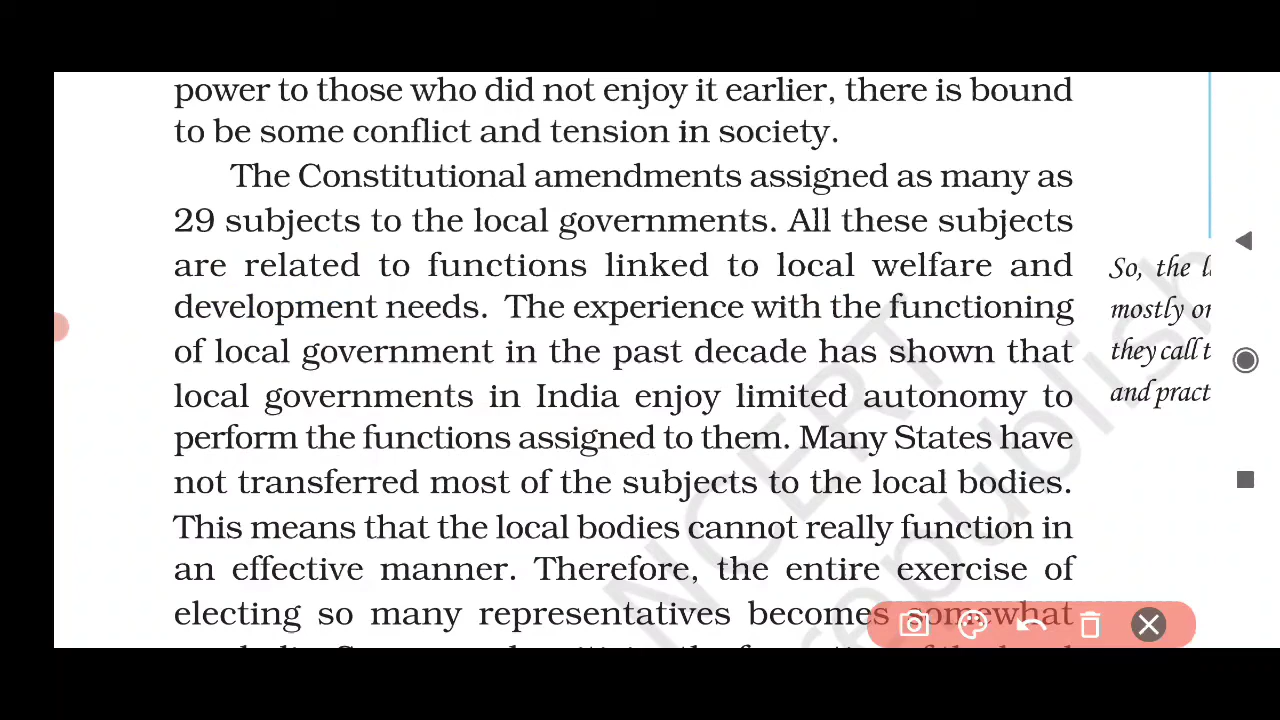 power to those who did not enjoy it earlier, there is bound
to be some conflict and tension in society.
The Constitutional amendments assigned as many as
29 subjects to the local governments. All these subjects
are related to functions linked to local welfare and
development needs. The experience with the functioning
of local government in the past decade has shown that
local governments in India enjoy limited autonomy to
perform the functions assigned to them. Many States have
not transferred most of the subjects to the local bodies.
This means that the local bodies cannot really function in
an effective manner. Therefore, the entire exercise of
electing so many representatives becomes somewhat
So, the
mostly
they call
and
NCERT
republish